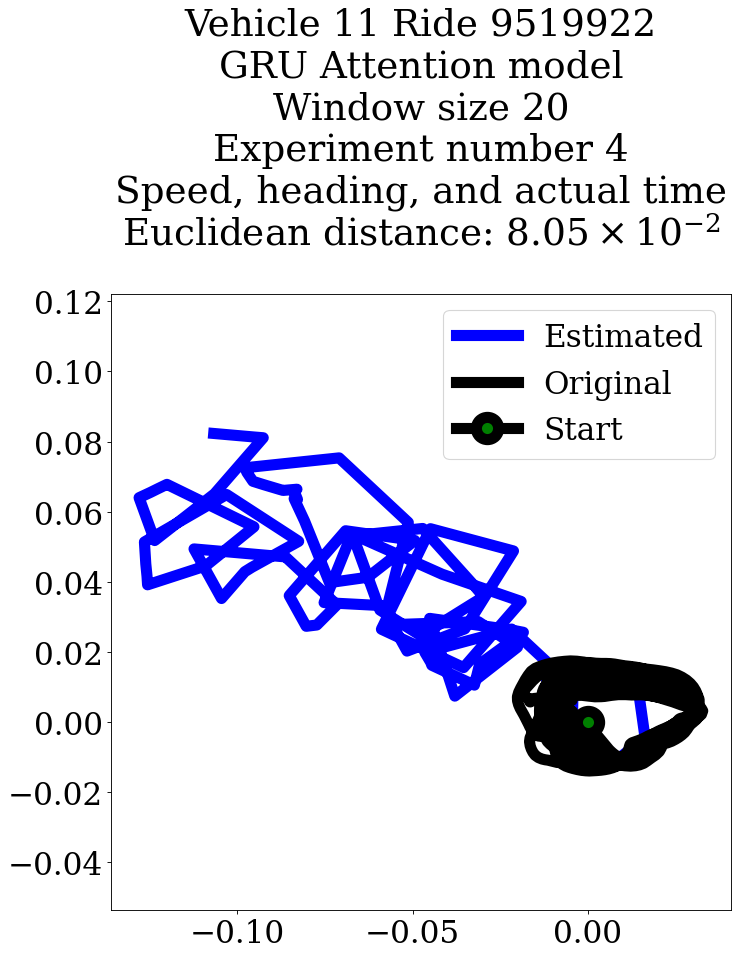 Vehicle 11 Ride 9519922
GRU Attention model
Window size 20
Experiment number 4
Speed, heading, and actual time
Euclidean distance: 8.05 × 10⁻²
0.12
0.10
0.08
0.06
0.04
0.02
0.00
−0.02
−0.04
Estimated
Original
Start
−0.10
−0.05
0.00